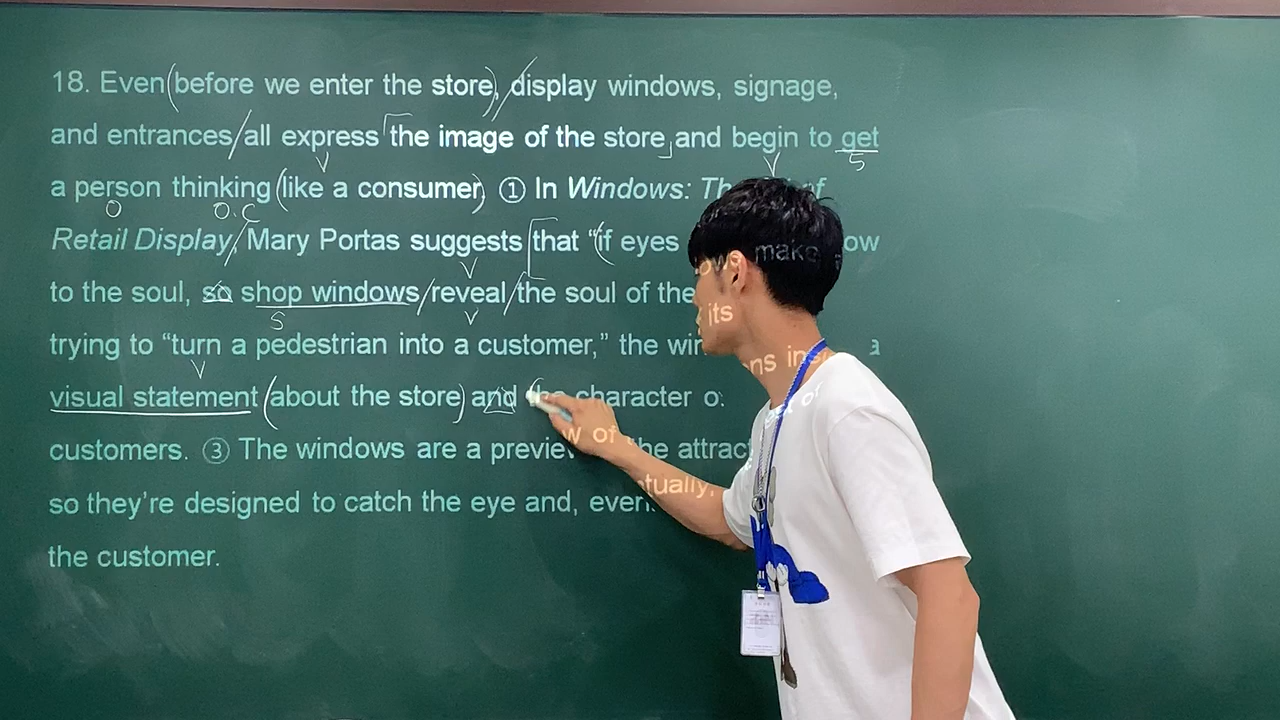 18. Even (before we enter the store), / display windows, signage,
and entrances / all express [the image of the store] and begin to get
V V S
a person thinking (like a consumer) ① In Windows: of
O O.C
Retail Display, / Mary Portas suggests [that “(if eyes make ow
V
to the soul, so shop windows / reveal / the soul of the its
S V
trying to “turn a pedestrian into a customer,” the a
V
visual statement (about the store) and (the character
customers. ③ The windows are a of the
so they’re designed to catch the eye and,
the customer.